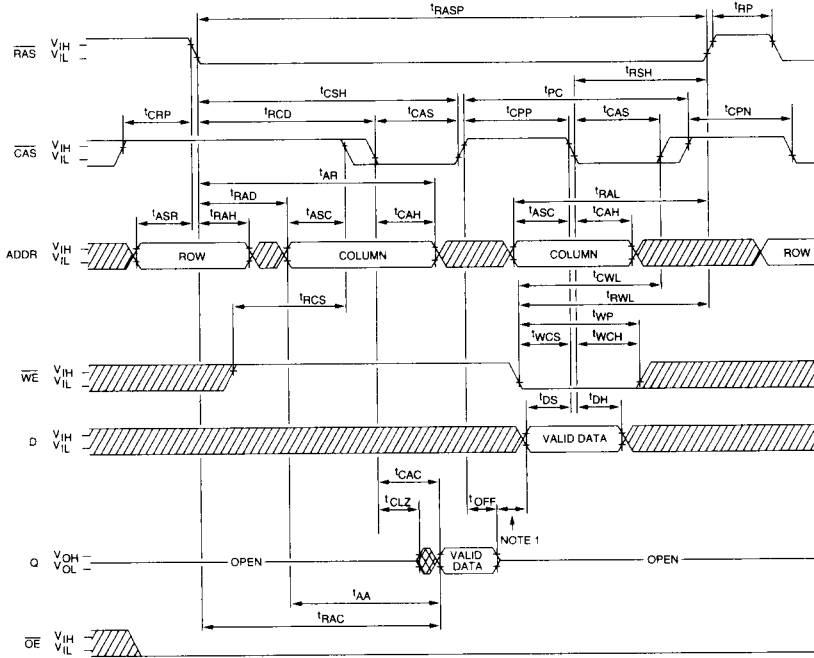 tRASP
tRP
RAS VIH
VIL
tRSH
tCSH
tPC
tCRP
tRCD
tCAS
tCPP
tCAS
tCPN
CAS VIH
VIL
tAR
tRAD
tRAL
tASR
tRAH
tASC
tCAH
tASC
tCAH
ADDR VIH
VIL
ROW
COLUMN
COLUMN
ROW
tCWL
tRCS
tRWL
tWP
tWCS
tWCH
WE VIH
VIL
tDS
tDH
D VIH
VIL
VALID DATA
tCAC
tCLZ
tOFF
NOTE 1
Q VOH
VOL
OPEN
VALID
DATA
OPEN
tAA
tRAC
OE VIH
VIL